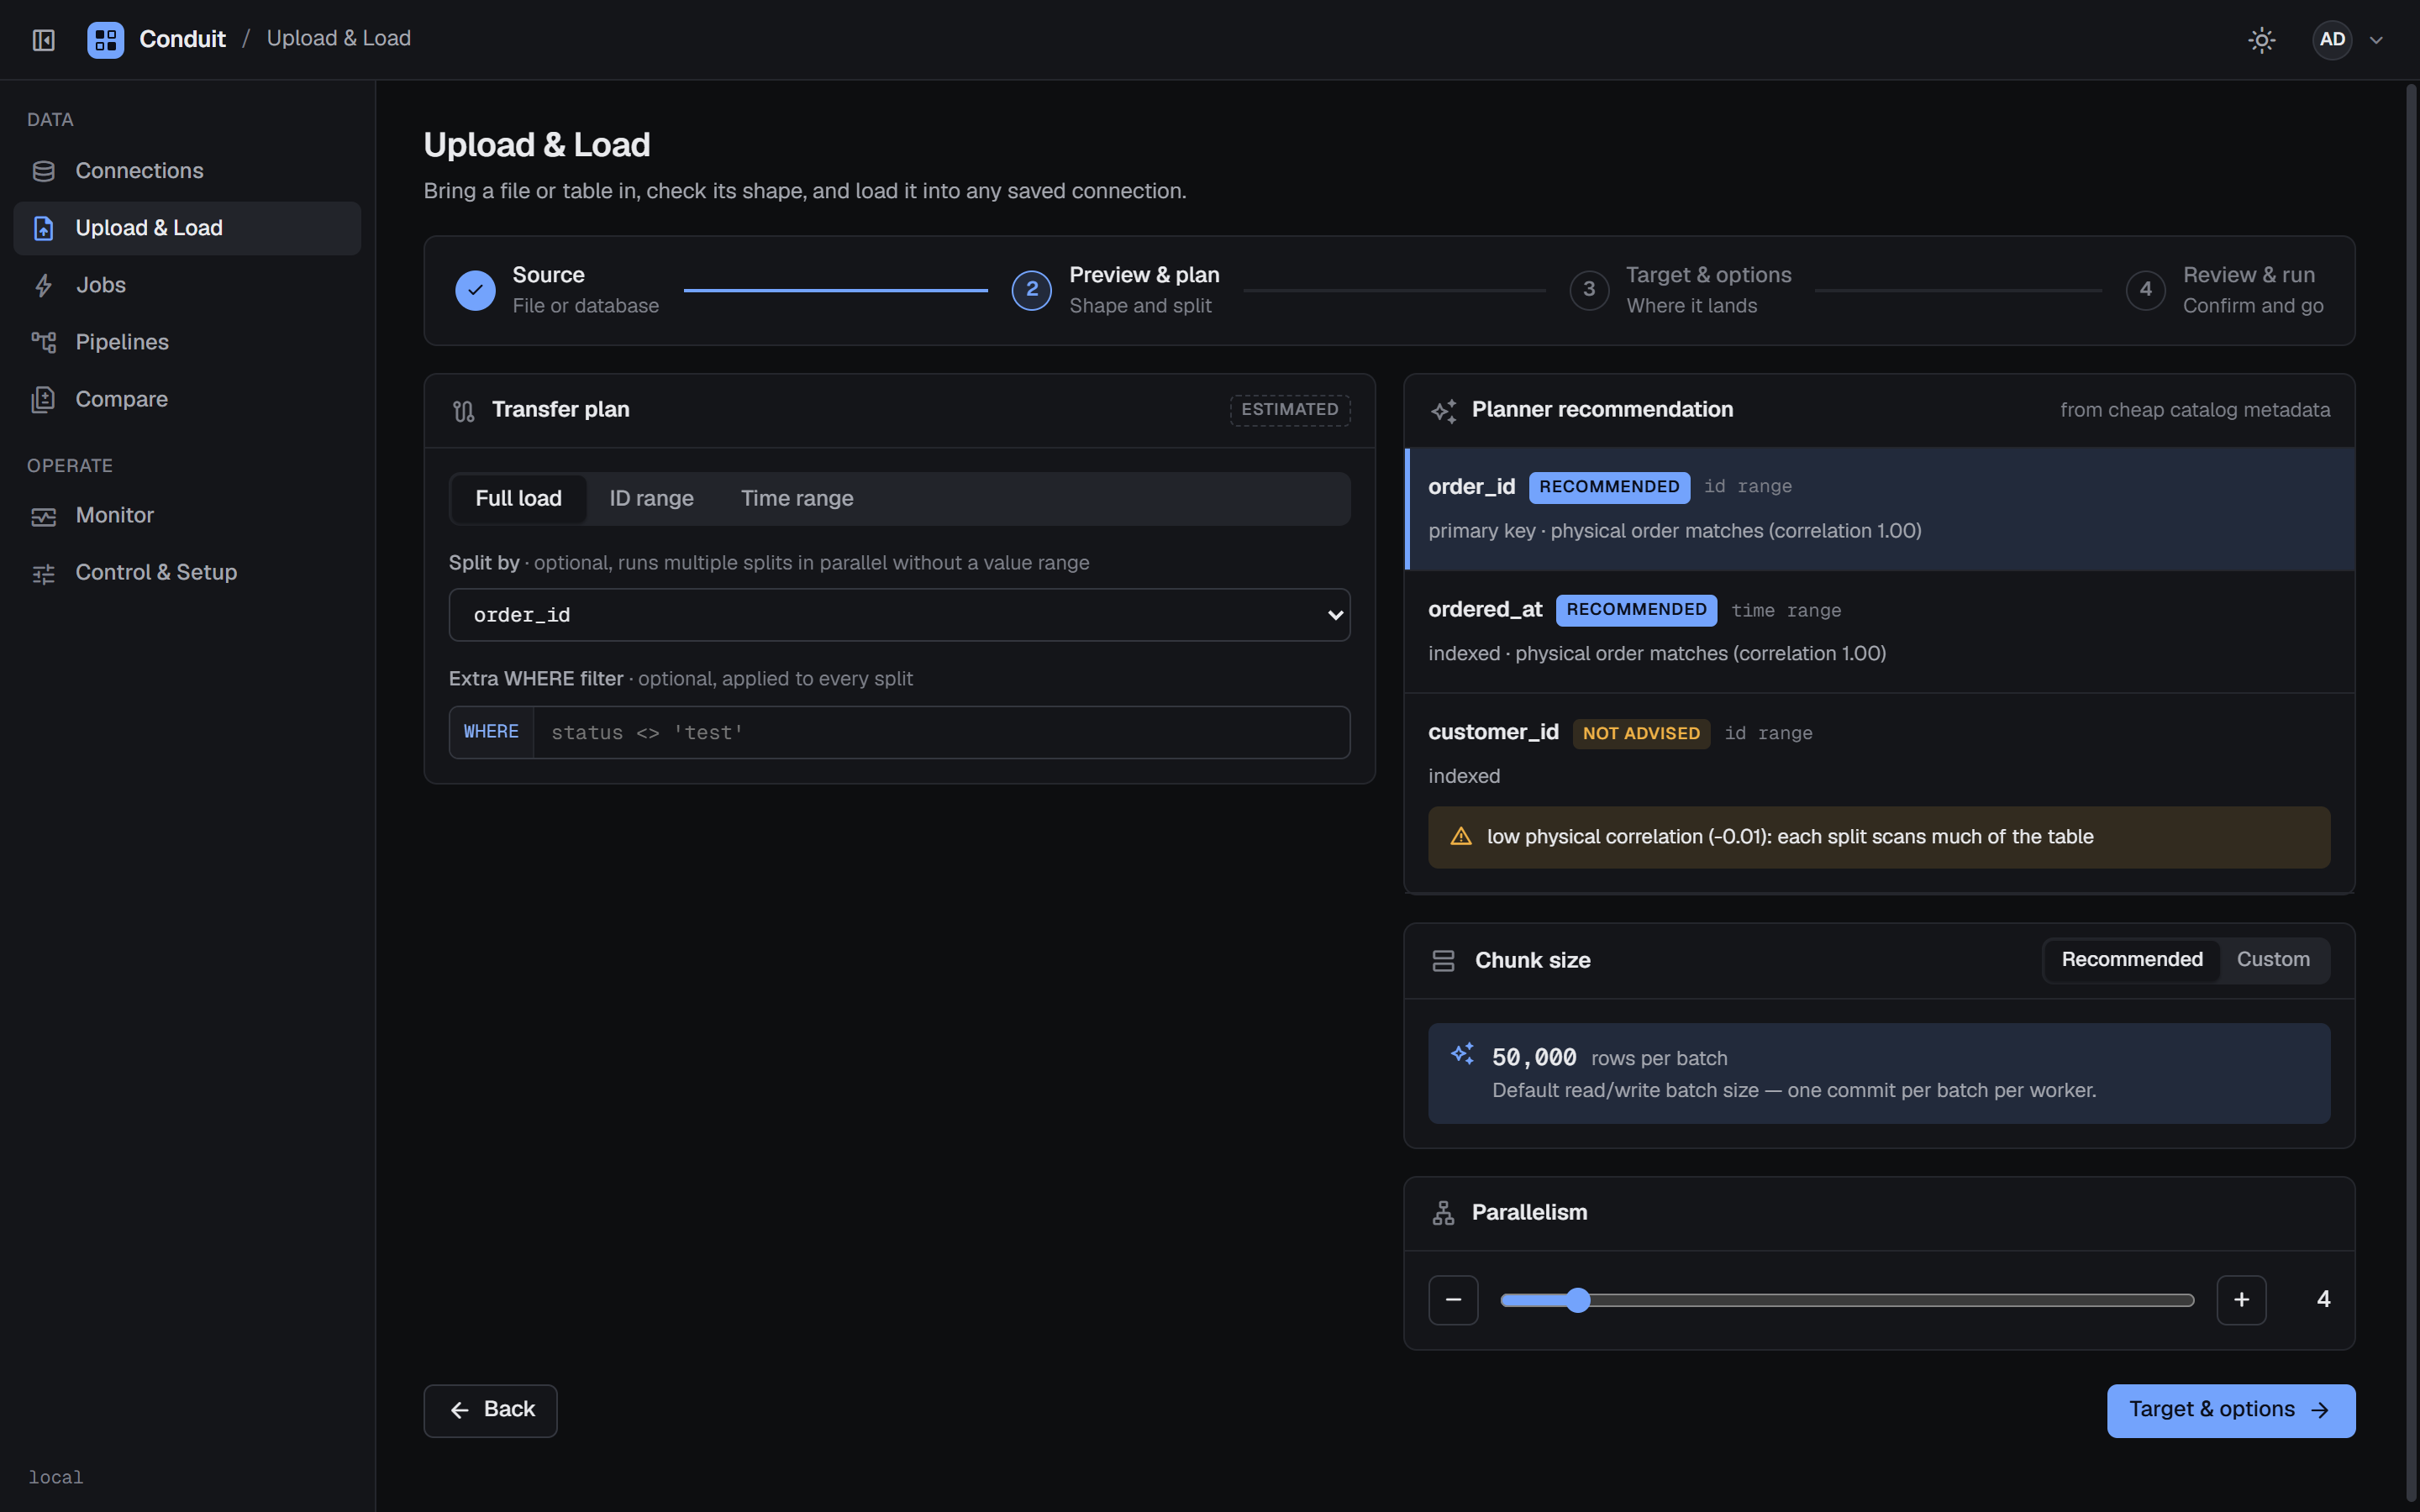 Conduit / Upload & Load
AD
DATA
Connections
Upload & Load
Jobs
Pipelines
Compare
OPERATE
Monitor
Control & Setup
local
Upload & Load
Bring a file or table in, check its shape, and load it into any saved connection.
Source
File or database
2
Preview & plan
Shape and split
3
Target & options
Where it lands
4
Review & run
Confirm and go
Transfer plan
ESTIMATED
Full load
ID range
Time range
Split by · optional, runs multiple splits in parallel without a value range
order_id
Extra WHERE filter · optional, applied to every split
WHERE
status <> 'test'
Planner recommendation
from cheap catalog metadata
order_id RECOMMENDED id range
primary key · physical order matches (correlation 1.00)
ordered_at RECOMMENDED time range
indexed · physical order matches (correlation 1.00)
customer_id NOT ADVISED id range
indexed
low physical correlation (-0.01): each split scans much of the table
Chunk size
Recommended
Custom
50,000 rows per batch
Default read/write batch size — one commit per batch per worker.
Parallelism
4
Back
Target & options